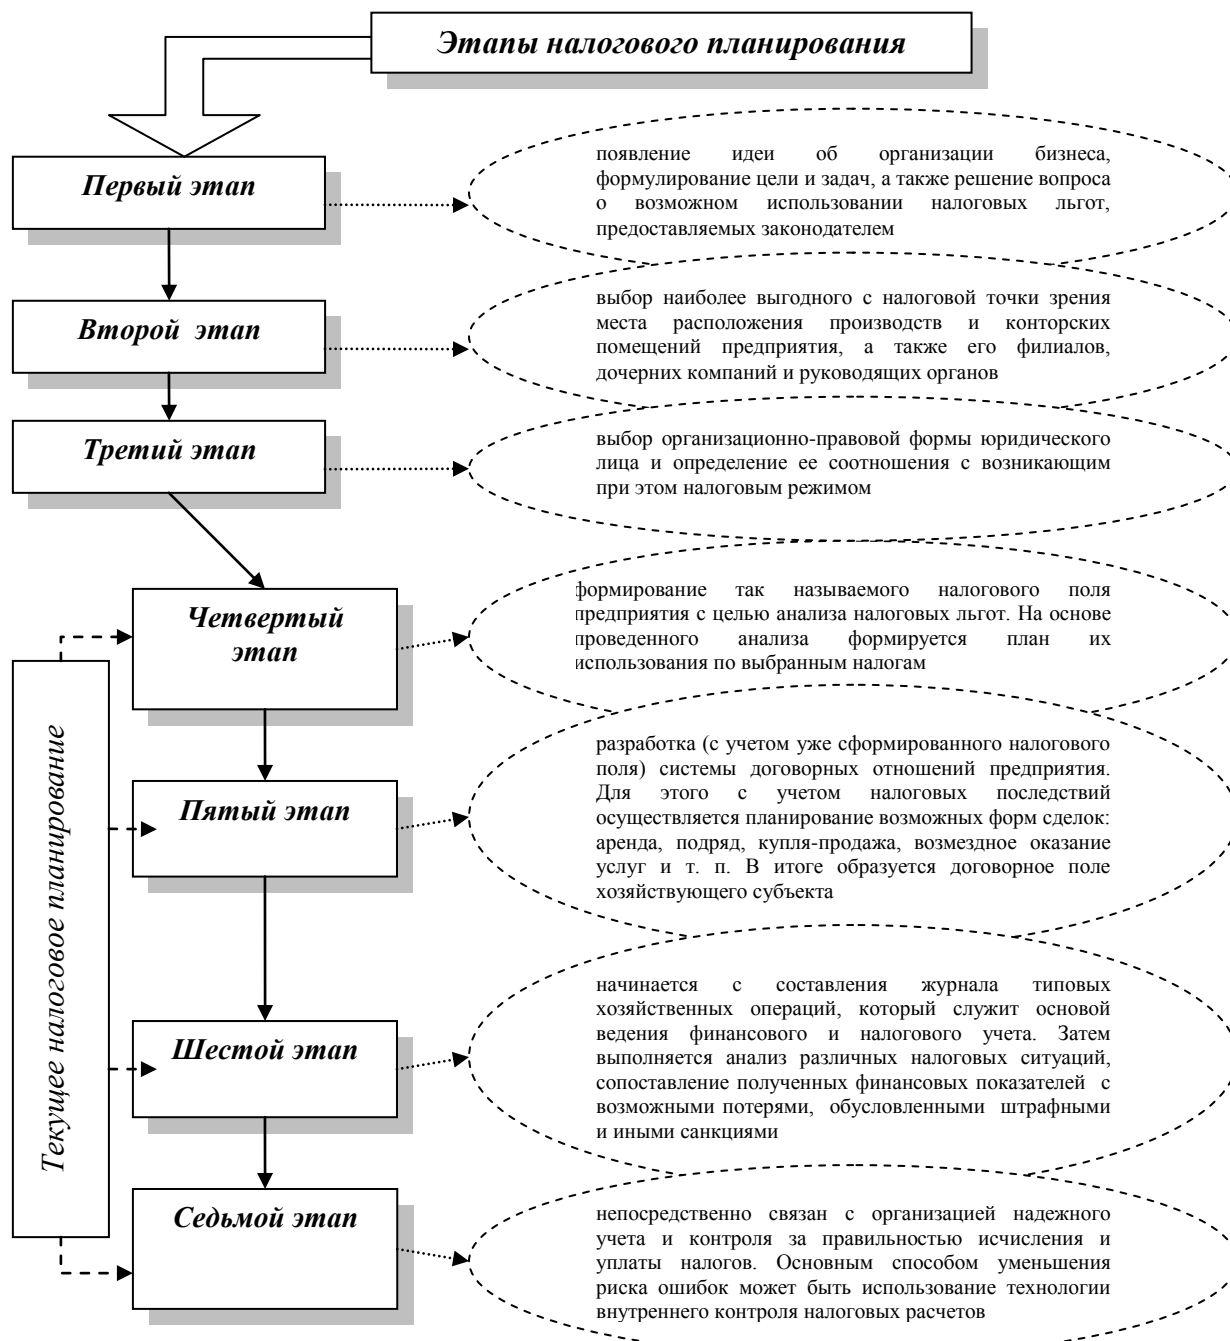 Этапы налогового планирования
Первый этап
появление идеи об организации бизнеса,
формулирование цели и задач, а также решение вопроса
о возможном использовании налоговых льгот,
предоставляемых законодателем
Второй этап
выбор наиболее выгодного с налоговой точки зрения
места расположения производств и конторских
помещений предприятия, а также его филиалов,
дочерних компаний и руководящих органов
Третий этап
выбор организационно-правовой формы юридического
лица и определение ее соотношения с возникающим
при этом налоговым режимом
Четвертый
этап
формирование так называемого налогового поля
предприятия с целью анализа налоговых льгот. На основе
проведенного анализа формируется план их
использования по выбранным налогам
Текущее налоговое планирование
Пятый этап
разработка (с учетом уже сформированного налогового
поля) системы договорных отношений предприятия.
Для этого с учетом налоговых последствий
осуществляется планирование возможных форм сделок:
аренда, подряд, купля-продажа, возмездное оказание
услуг и т. п. В итоге образуется договорное поле
хозяйствующего субъекта
Шестой этап
начинается с составления журнала типовых
хозяйственных операций, который служит основой
ведения финансового и налогового учета. Затем
выполняется анализ различных налоговых ситуаций,
сопоставление полученных финансовых показателей с
возможными потерями, обусловленными штрафными
и иными санкциями
Седьмой этап
непосредственно связан с организацией надежного
учета и контроля за правильностью исчисления и
уплаты налогов. Основным способом уменьшения
риска ошибок может быть использование технологии
внутреннего контроля налоговых расчетов